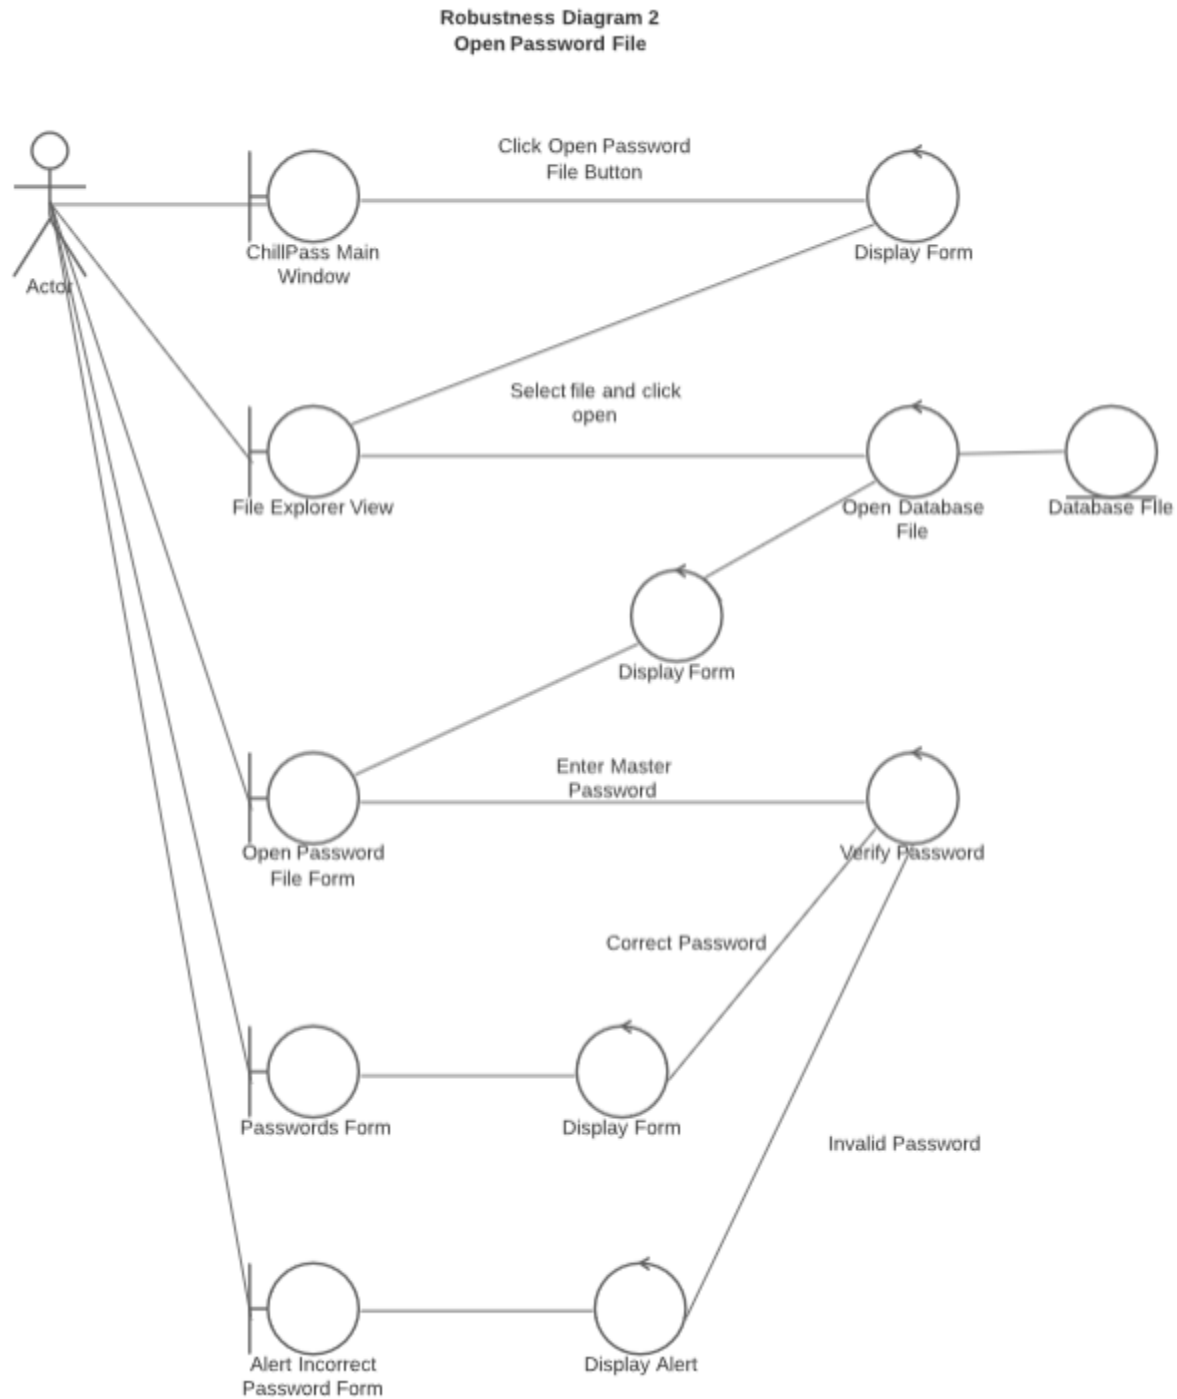 Robustness Diagram 2
Open Password File
Click Open Password
File Button
ChillPass Main
Window
Display Form
Actor
Select file and click
open
File Explorer View
Open Database
File
Database FIle
Display Form
Enter Master
Password
Open Password
File Form
Verify Password
Correct Password
Passwords Form
Display Form
Invalid Password
Alert Incorrect
Password Form
Display Alert